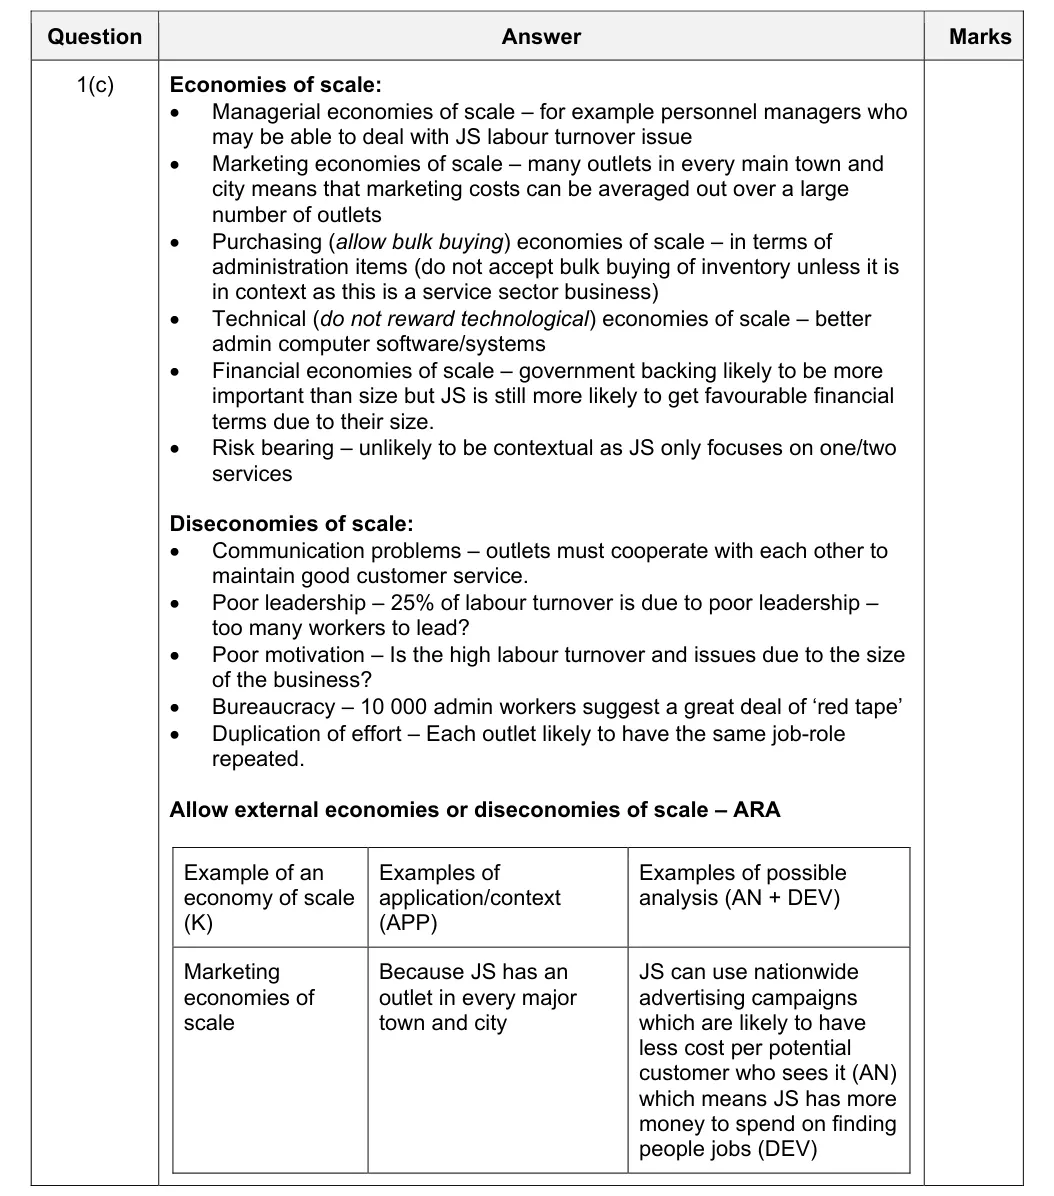 Question Answer Marks
1(c)
Economies of scale:
• Managerial economies of scale – for example personnel managers who
may be able to deal with JS labour turnover issue
• Marketing economies of scale – many outlets in every main town and
city means that marketing costs can be averaged out over a large
number of outlets
• Purchasing (allow bulk buying) economies of scale – in terms of
administration items (do not accept bulk buying of inventory unless it is
in context as this is a service sector business)
• Technical (do not reward technological) economies of scale – better
admin computer software/systems
• Financial economies of scale – government backing likely to be more
important than size but JS is still more likely to get favourable financial
terms due to their size.
• Risk bearing – unlikely to be contextual as JS only focuses on one/two
services
Diseconomies of scale:
• Communication problems – outlets must cooperate with each other to
maintain good customer service.
• Poor leadership – 25% of labour turnover is due to poor leadership –
too many workers to lead?
• Poor motivation – Is the high labour turnover and issues due to the size
of the business?
• Bureaucracy – 10 000 admin workers suggest a great deal of ‘red tape’
• Duplication of effort – Each outlet likely to have the same job-role
repeated.
Allow external economies or diseconomies of scale – ARA
Example of an
economy of scale
(K)
Examples of
application/context
(APP)
Examples of possible
analysis (AN + DEV)
Marketing
economies of
scale
Because JS has an
outlet in every major
town and city
JS can use nationwide
advertising campaigns
which are likely to have
less cost per potential
customer who sees it (AN)
which means JS has more
money to spend on finding
people jobs (DEV)